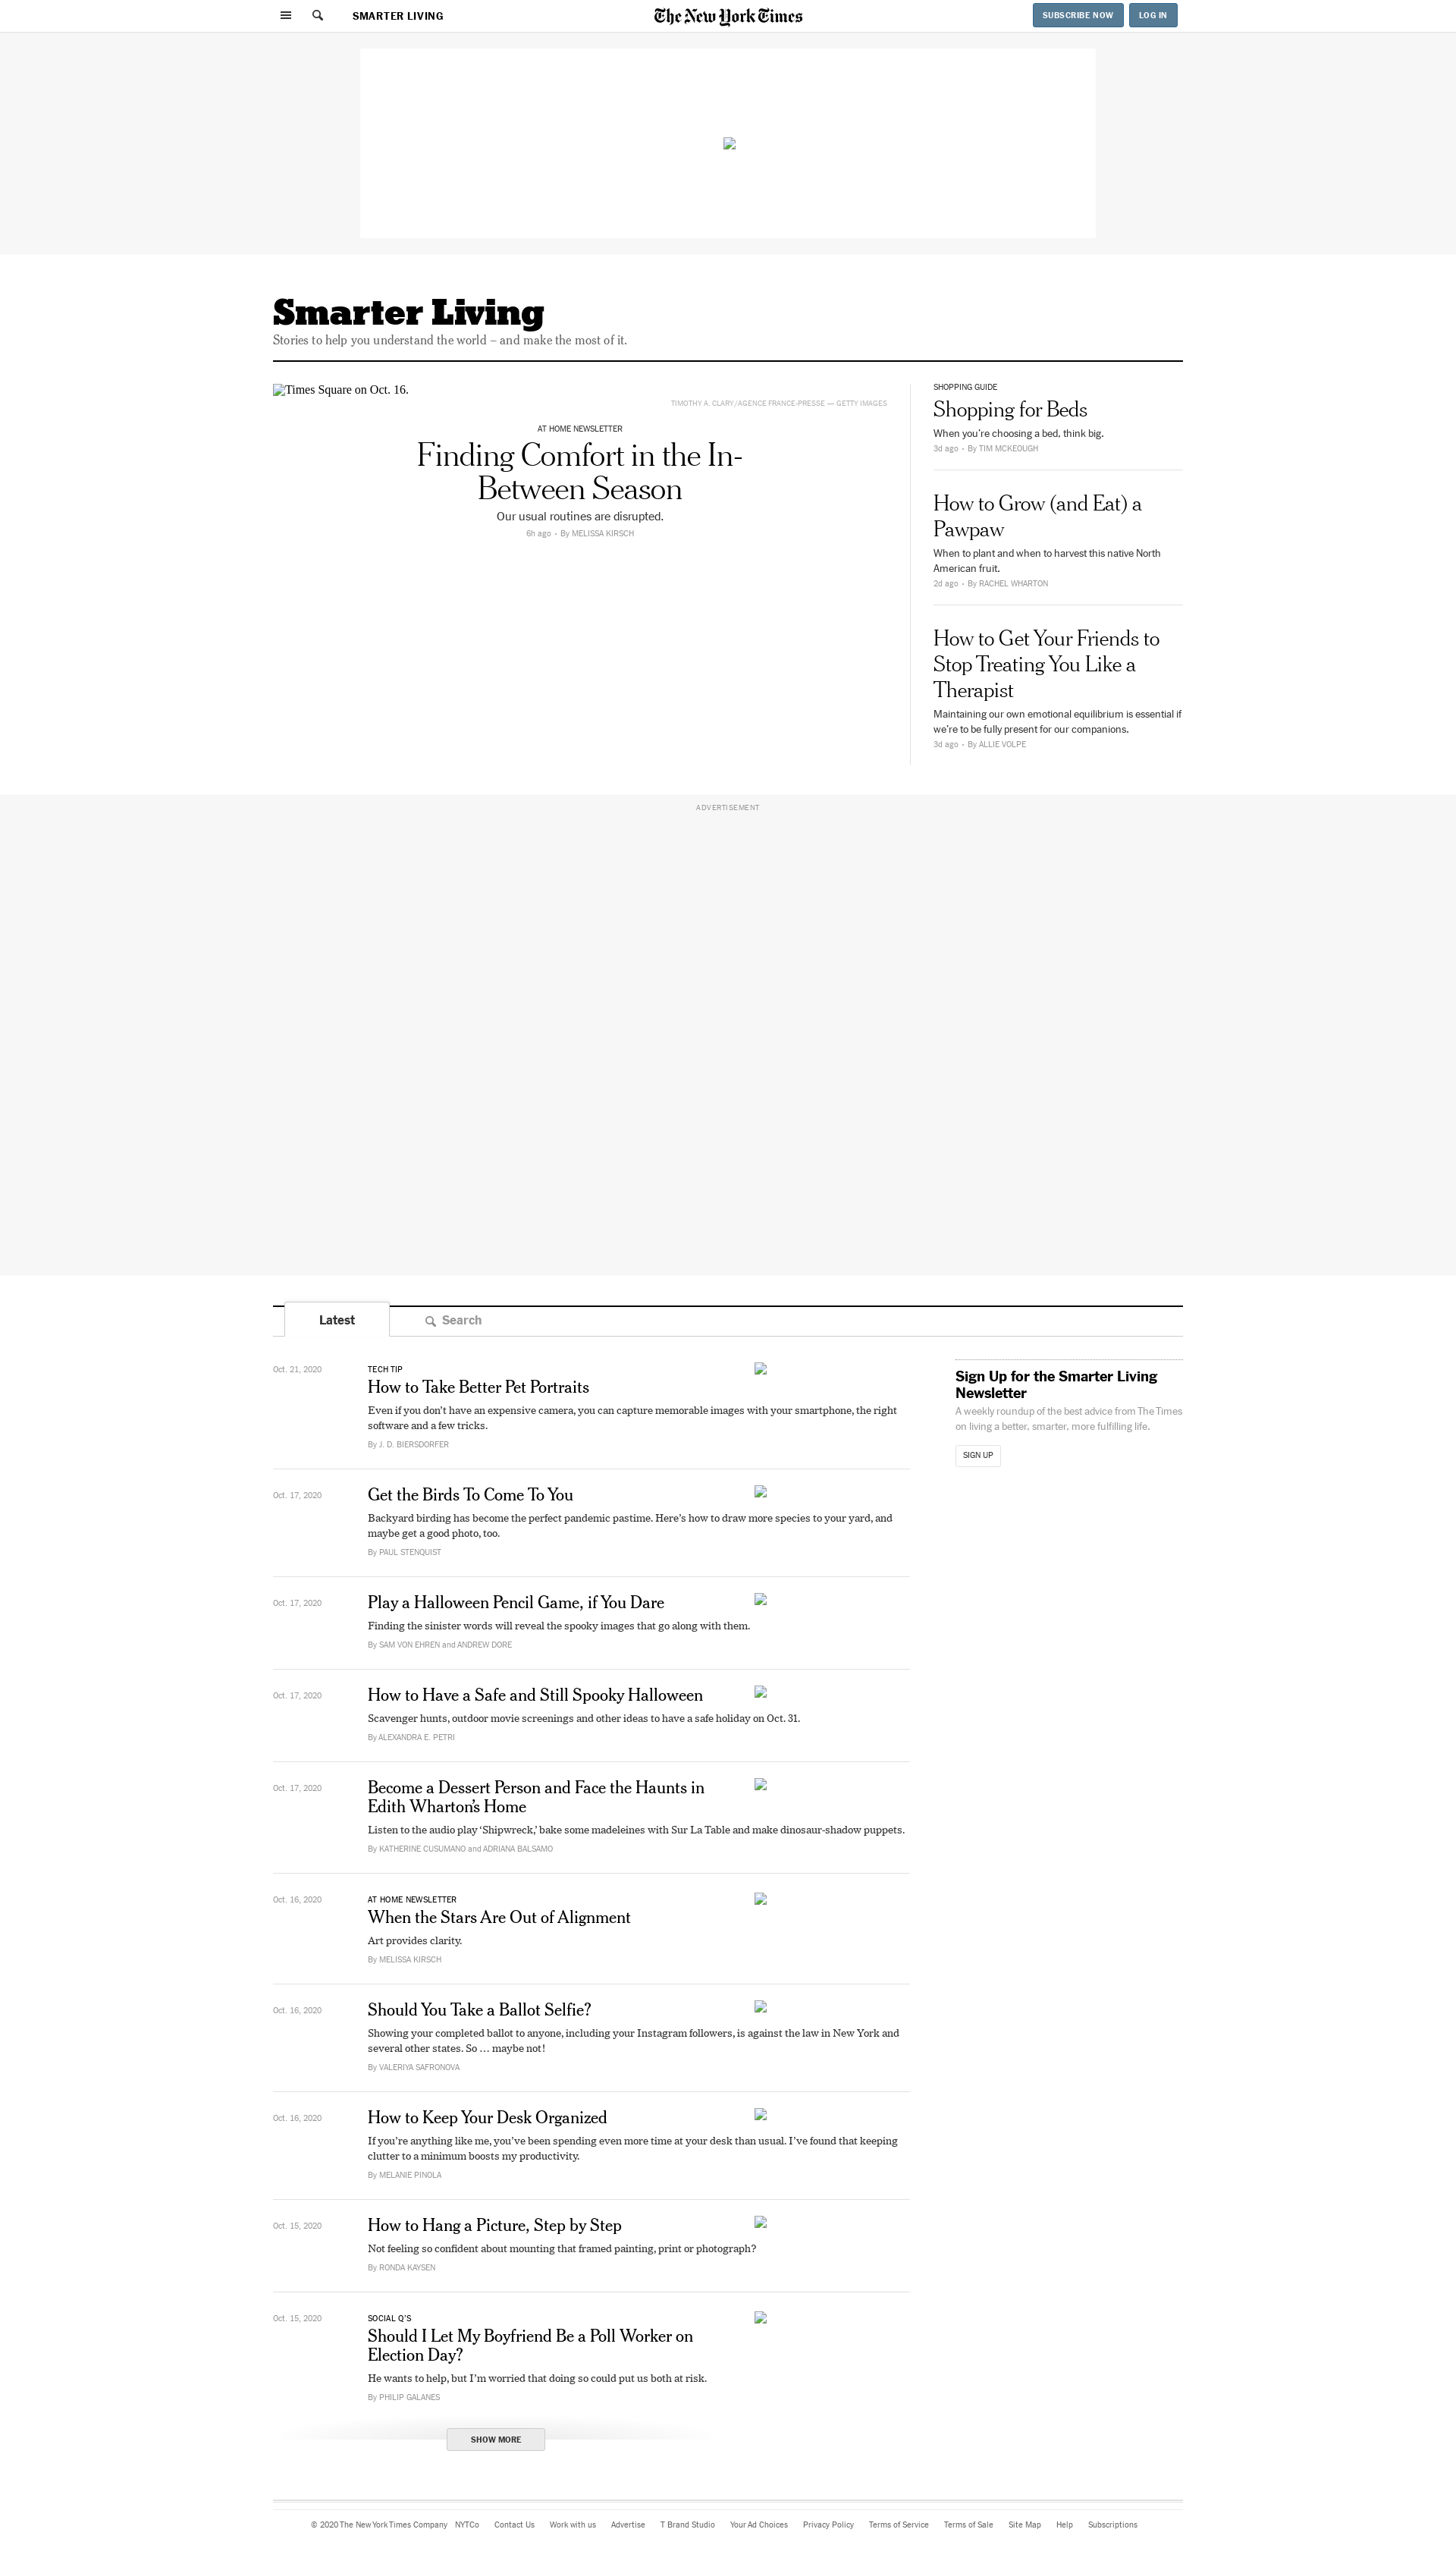 SMARTER LIVING
The New York Times
SUBSCRIBE NOW
LOG IN
Smarter Living
Stories to help you understand the world – and make the most of it.
Times Square on Oct. 16.
TIMOTHY A. CLARY/AGENCE FRANCE-PRESSE — GETTY IMAGES
AT HOME NEWSLETTER
Finding Comfort in the In-
Between Season
Our usual routines are disrupted.
6h ago • By MELISSA KIRSCH
SHOPPING GUIDE
Shopping for Beds
When you’re choosing a bed, think big.
3d ago • By TIM MCKEOUGH
How to Grow (and Eat) a
Pawpaw
When to plant and when to harvest this native North
American fruit.
2d ago • By RACHEL WHARTON
How to Get Your Friends to
Stop Treating You Like a
Therapist
Maintaining our own emotional equilibrium is essential if
we’re to be fully present for our companions.
3d ago • By ALLIE VOLPE
ADVERTISEMENT
Latest
Search
Oct. 21, 2020
TECH TIP
How to Take Better Pet Portraits
Even if you don’t have an expensive camera, you can capture memorable images with your smartphone, the right
software and a few tricks.
By J. D. BIERSDORFER
Oct. 17, 2020
Get the Birds To Come To You
Backyard birding has become the perfect pandemic pastime. Here’s how to draw more species to your yard, and
maybe get a good photo, too.
By PAUL STENQUIST
Oct. 17, 2020
Play a Halloween Pencil Game, if You Dare
Finding the sinister words will reveal the spooky images that go along with them.
By SAM VON EHREN and ANDREW DORE
Oct. 17, 2020
How to Have a Safe and Still Spooky Halloween
Scavenger hunts, outdoor movie screenings and other ideas to have a safe holiday on Oct. 31.
By ALEXANDRA E. PETRI
Oct. 17, 2020
Become a Dessert Person and Face the Haunts in
Edith Wharton’s Home
Listen to the audio play ‘Shipwreck,’ bake some madeleines with Sur La Table and make dinosaur-shadow puppets.
By KATHERINE CUSUMANO and ADRIANA BALSAMO
Oct. 16, 2020
AT HOME NEWSLETTER
When the Stars Are Out of Alignment
Art provides clarity.
By MELISSA KIRSCH
Oct. 16, 2020
Should You Take a Ballot Selfie?
Showing your completed ballot to anyone, including your Instagram followers, is against the law in New York and
several other states. So … maybe not!
By VALERIYA SAFRONOVA
Oct. 16, 2020
How to Keep Your Desk Organized
If you’re anything like me, you’ve been spending even more time at your desk than usual. I’ve found that keeping
clutter to a minimum boosts my productivity.
By MELANIE PINOLA
Oct. 15, 2020
How to Hang a Picture, Step by Step
Not feeling so confident about mounting that framed painting, print or photograph?
By RONDA KAYSEN
Oct. 15, 2020
SOCIAL Q’S
Should I Let My Boyfriend Be a Poll Worker on
Election Day?
He wants to help, but I’m worried that doing so could put us both at risk.
By PHILIP GALANES
SHOW MORE
Sign Up for the Smarter Living
Newsletter
A weekly roundup of the best advice from The Times
on living a better, smarter, more fulfilling life.
SIGN UP
© 2020 The New York Times Company NYTCo Contact Us Work with us Advertise T Brand Studio Your Ad Choices Privacy Policy Terms of Service Terms of Sale Site Map Help Subscriptions